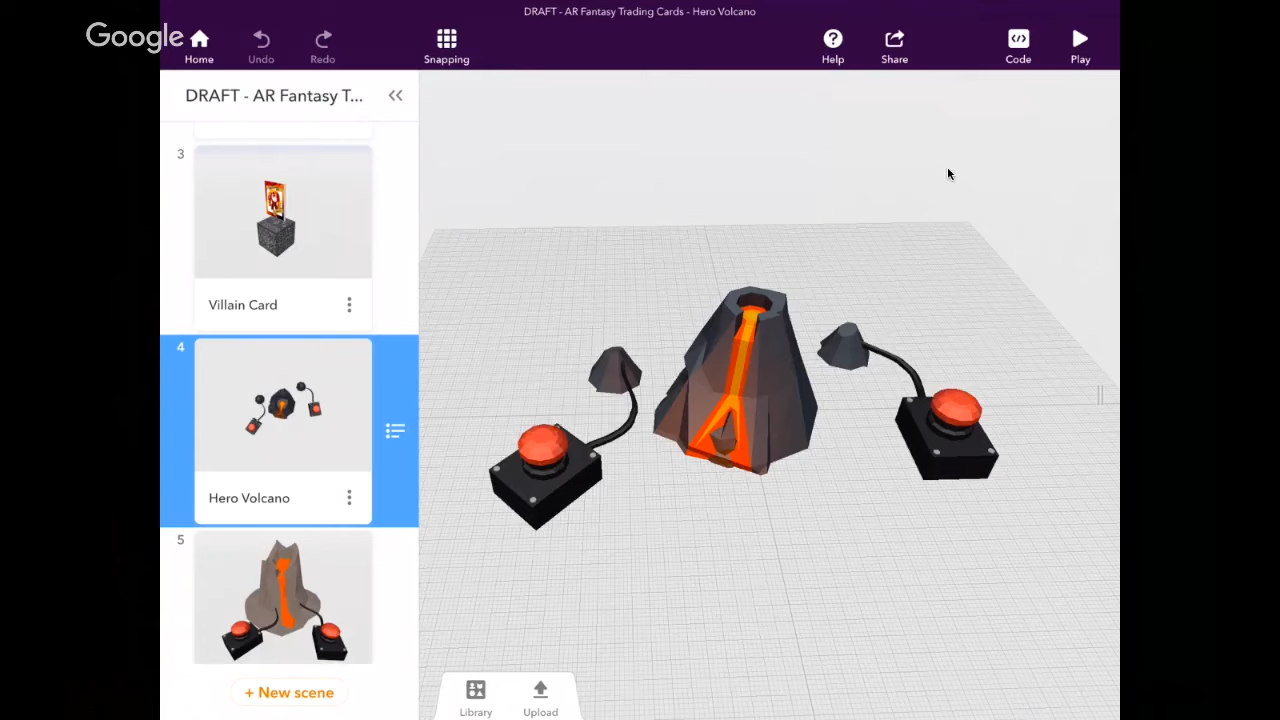 DRAFT - AR Fantasy Trading Cards - Hero Volcano
Google
Home
Undo
Redo
Snapping
Help
Share
Code
Play
DRAFT - AR Fantasy T...
3
Villain Card
4
Hero Volcano
5
+ New scene
Library
Upload